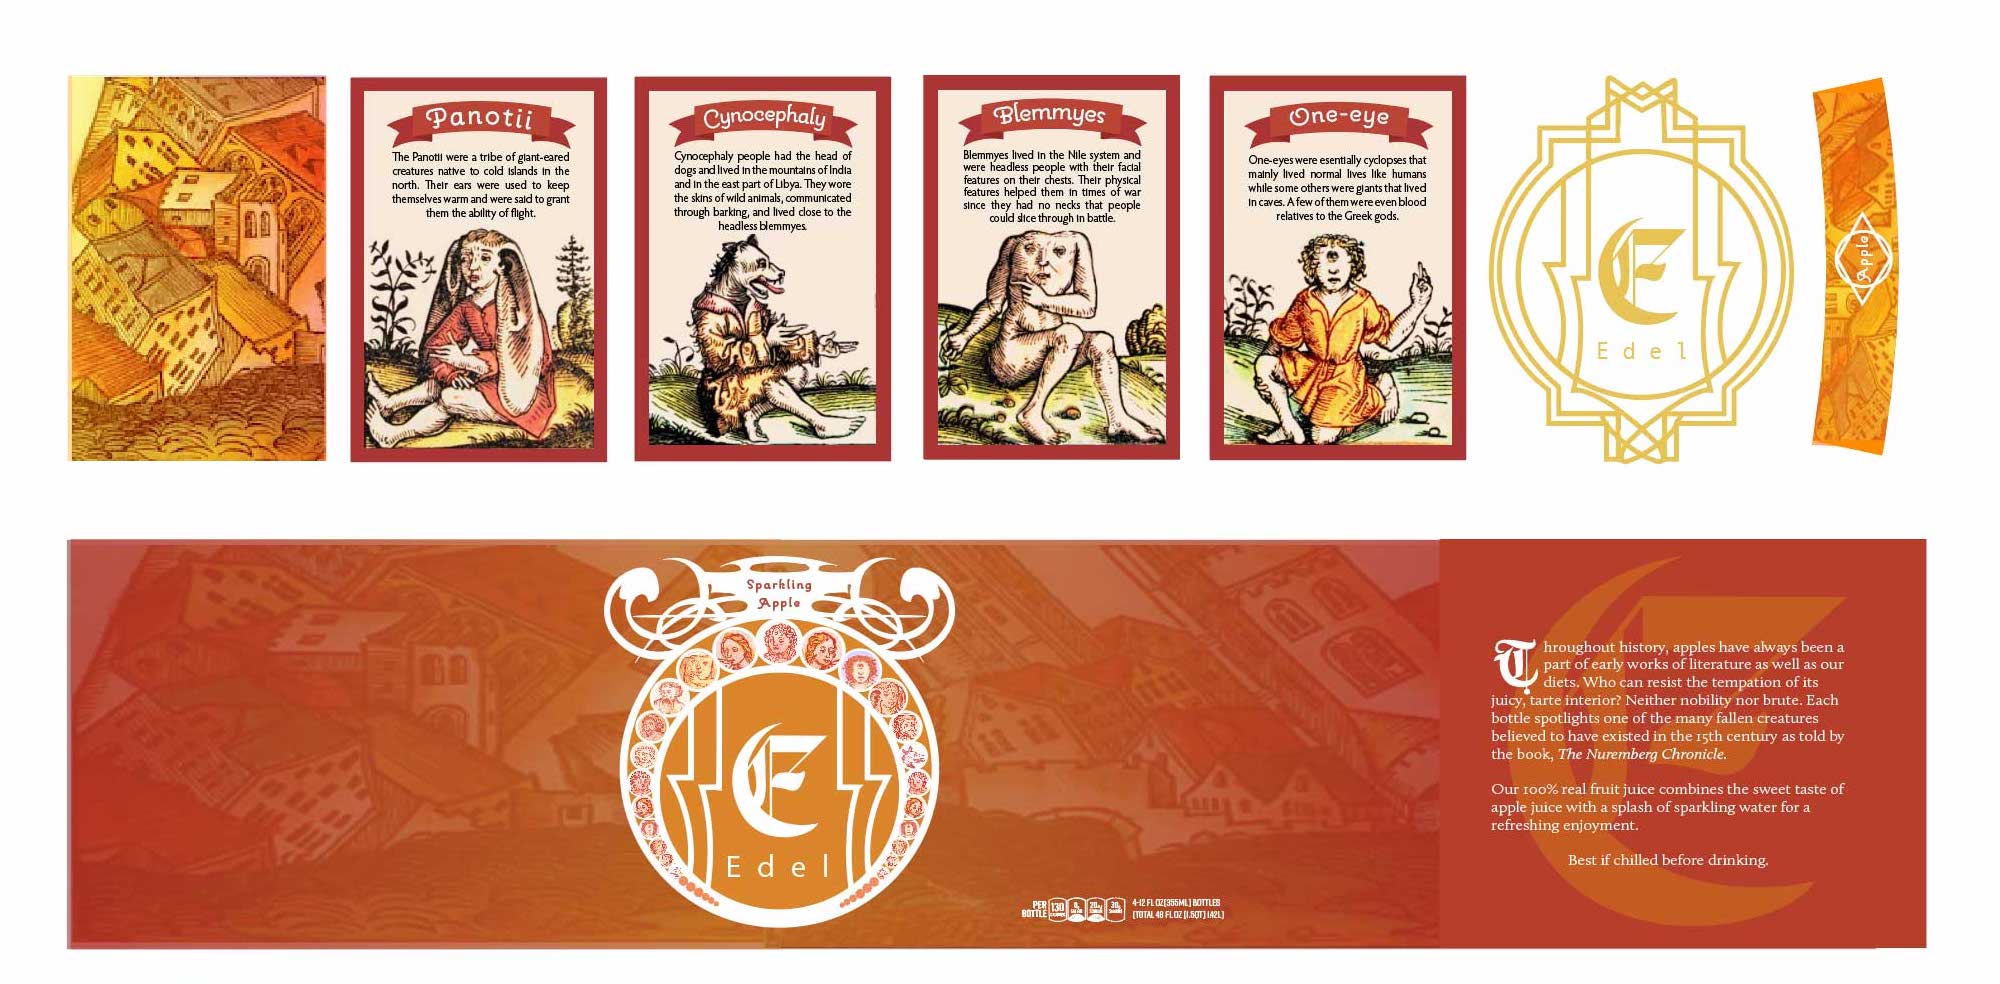 Panotii
The Panotii were a tribe of giant-eared
creatures native to cold islands in the
north. Their ears were used to keep
themselves warm and were said to grant
them the ability of flight.
Cynocephaly
Cynocephaly people had the head of
dogs and lived in the mountains of India
and in the east part of Libya. They wore
the skins of wild animals, communicated
through barking, and lived close to the
headless blemmyes.
Blemmyes
Blemmyes lived in the Nile system and
were headless people with their facial
features on their chests. Their physical
features helped them in times of war
since they had no necks that people
could slice through in battle.
One-eye
One-eyes were esentially cyclopses that
mainly lived normal lives like humans
while some others were giants that lived
in caves. A few of them were even blood
relatives to the Greek gods.
E
Edel
Apple
Sparkling
Apple
E
Edel
PER
BOTTLE
130
4-12 FL OZ(355ML) BOTTLES
Throughout history, apples have always been a
part of early works of literature as well as our
diets. Who can resist the tempation of its
juicy, tarte interior? Neither nobility nor brute. Each
bottle spotlights one of the many fallen creatures
believed to have existed in the 15th century as told by
the book, The Nuremberg Chronicle.
Our 100% real fruit juice combines the sweet taste of
apple juice with a splash of sparkling water for a
refreshing enjoyment.
Best if chilled before drinking.